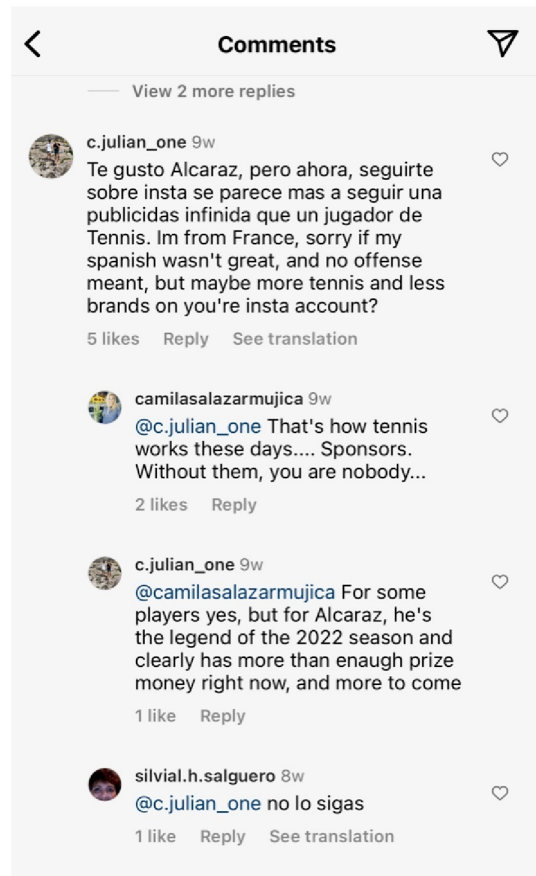 Comments
View 2 more replies
c.julian_one 9w
Te gusto Alcaraz, pero ahora, seguirte
sobre insta se parece mas a seguir una
publicidas infinida que un jugador de
Tennis. Im from France, sorry if my
spanish wasn't great, and no offense
meant, but maybe more tennis and less
brands on you're insta account?
5 likes Reply See translation
camilasalazarmujica 9w
@c.julian_one That's how tennis
works these days.... Sponsors.
Without them, you are nobody...
2 likes Reply
c.julian_one 9w
@camilasalazarmujica For some
players yes, but for Alcaraz, he's
the legend of the 2022 season and
clearly has more than enaugh prize
money right now, and more to come
1 like Reply
silvial.h.salguero 8w
@c.julian_one no lo sigas
1 like Reply See translation